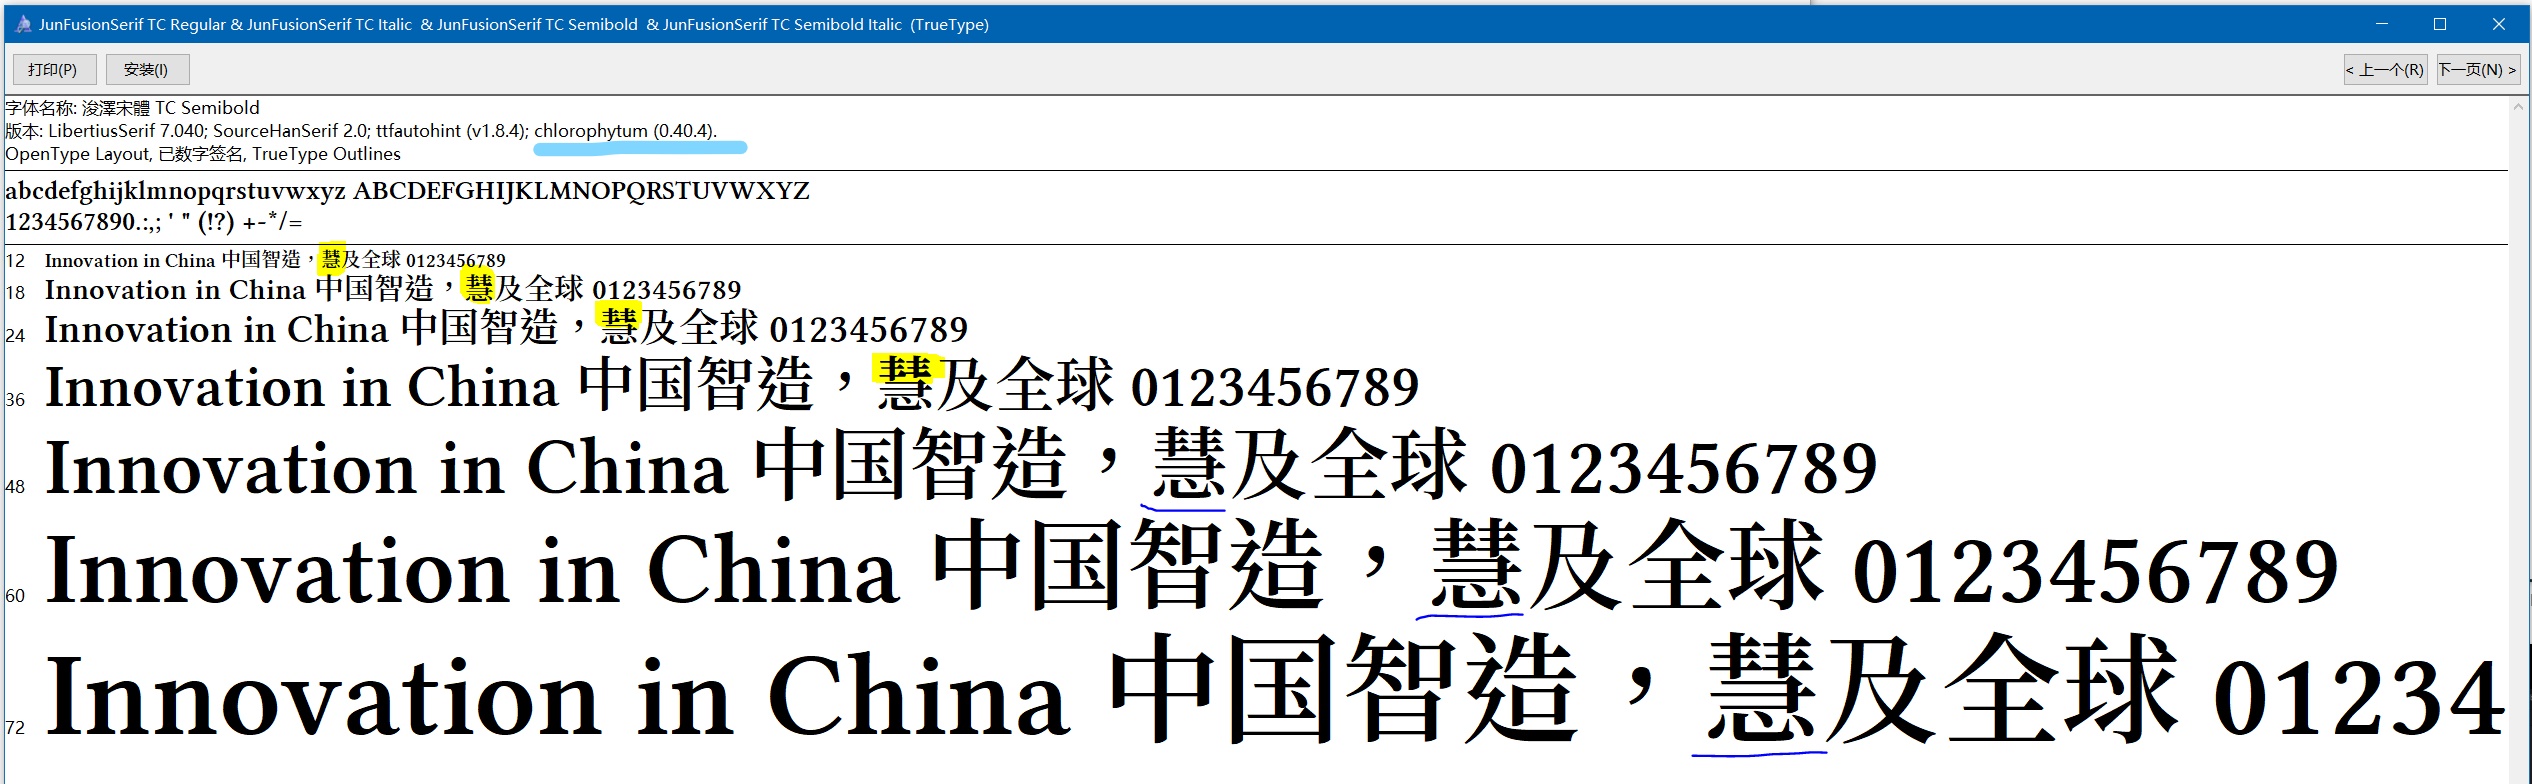 JunFusionSerif TC Regular & JunFusionSerif TC Italic & JunFusionSerif TC Semibold & JunFusionSerif TC Semibold Italic (TrueType)
打印(P) 安装(I) < 上一个(R) 下一页(N) >
字体名称: 浚澤宋體 TC Semibold
版本: LibertiusSerif 7.040; SourceHanSerif 2.0; ttfautohint (v1.8.4); chlorophytum (0.40.4).
OpenType Layout, 已数字签名, TrueType Outlines
abcdefghijklmnopqrstuvwxyz ABCDEFGHIJKLMNOPQRSTUVWXYZ
1234567890.:,; ' " (!?) +-*/=
12 Innovation in China 中国智造，慧及全球 0123456789
18 Innovation in China 中国智造，慧及全球 0123456789
24 Innovation in China 中国智造，慧及全球 0123456789
36 Innovation in China 中国智造，慧及全球 0123456789
48 Innovation in China 中国智造，慧及全球 0123456789
60 Innovation in China 中国智造，慧及全球 0123456789
72 Innovation in China 中国智造，慧及全球 01234